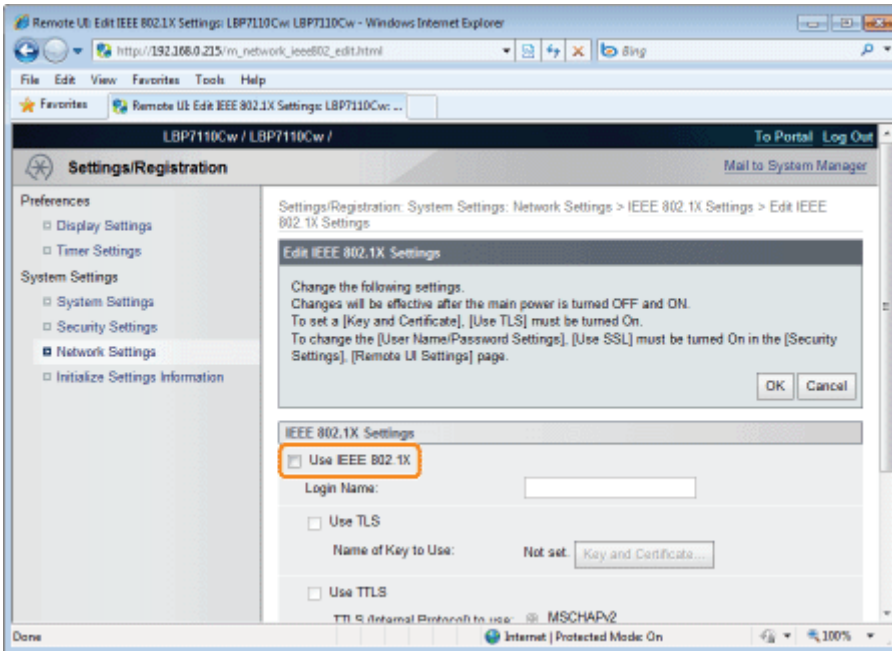 Remote UI: Edit IEEE 802.1X Settings: LBP7110Cw: LBP7110Cw - Windows Internet Explorer
http://192.168.0.215/m_network_ieee802_edit.html
Bing
File Edit View Favorites Tools Help
Favorites
Remote UI: Edit IEEE 802.1X Settings: LBP7110Cw: ...
LBP7110Cw / LBP7110Cw /
To Portal Log Out
Settings/Registration
Mail to System Manager
Preferences
Display Settings
Timer Settings
System Settings
System Settings
Security Settings
Network Settings
Initialize Settings Information
Settings/Registration: System Settings: Network Settings > IEEE 802.1X Settings > Edit IEEE
802.1X Settings
Edit IEEE 802.1X Settings
Change the following settings.
Changes will be effective after the main power is turned OFF and ON.
To set a [Key and Certificate], [Use TLS] must be turned On.
To change the [User Name/Password Settings], [Use SSL] must be turned On in the [Security
Settings], [Remote UI Settings] page.
OK Cancel
IEEE 802.1X Settings
Use IEEE 802.1X
Login Name:
Use TLS
Name of Key to Use: Not set. Key and Certificate...
Use TTLS
TTLS (Internal Protocol) to use: MSCHAPv2
Done
Internet | Protected Mode: On
100%